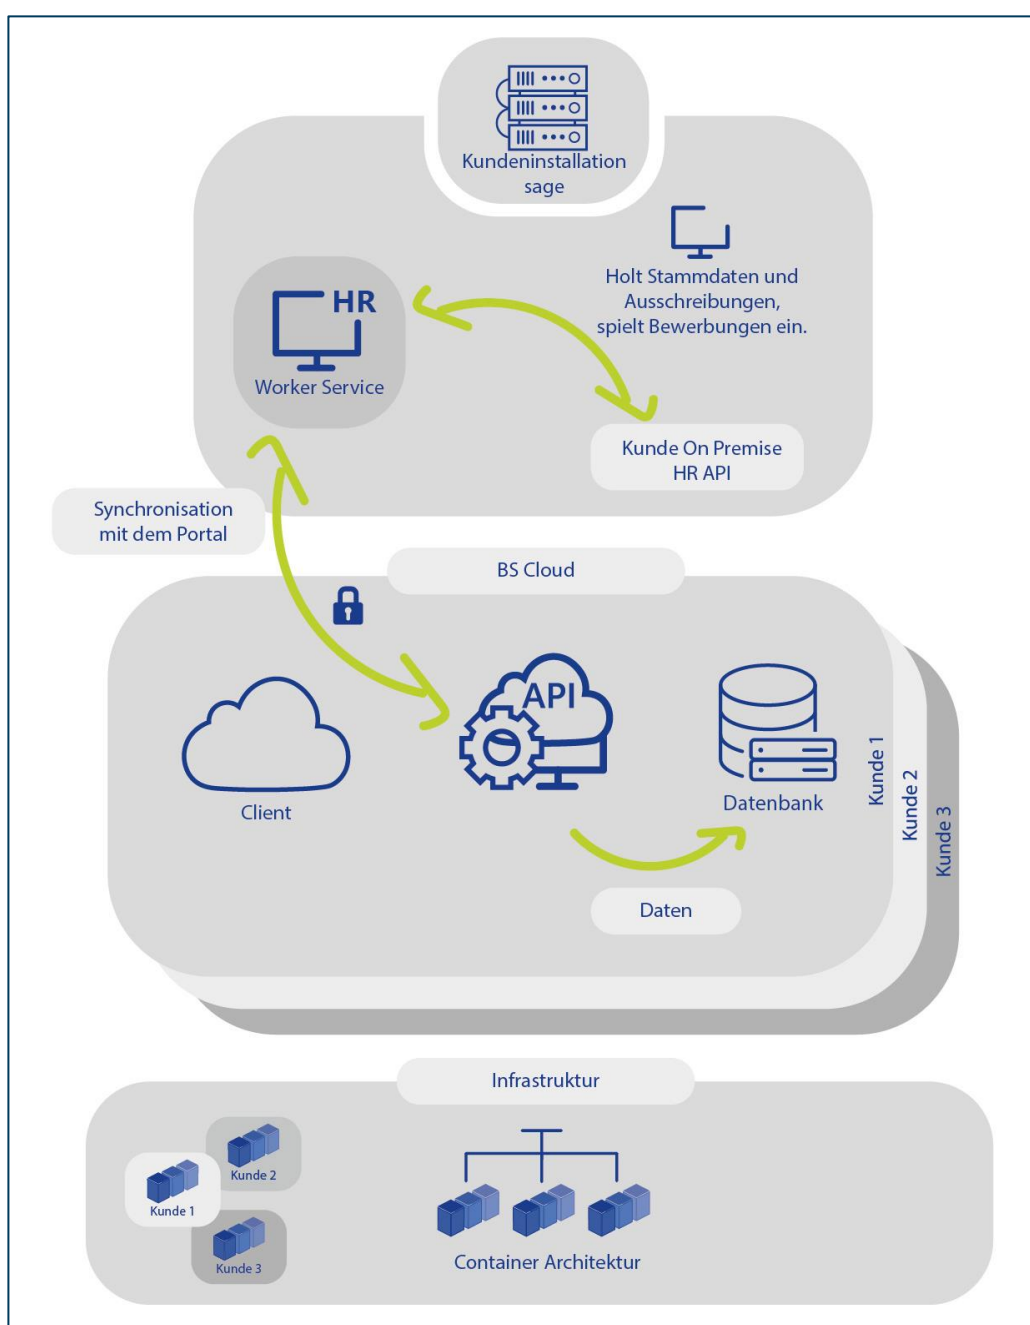 Kundeninstallation
sage
Holt Stammdaten und
Ausschreibungen,
spielt Bewerbungen ein.
HR
Worker Service
Kunde On Premise
HR API
Synchronisation
mit dem Portal
BS Cloud
API
Client
Datenbank
Kunde 1
Kunde 2
Kunde 3
Daten
Infrastruktur
Kunde 2
Kunde 1
Kunde 3
Container Architektur